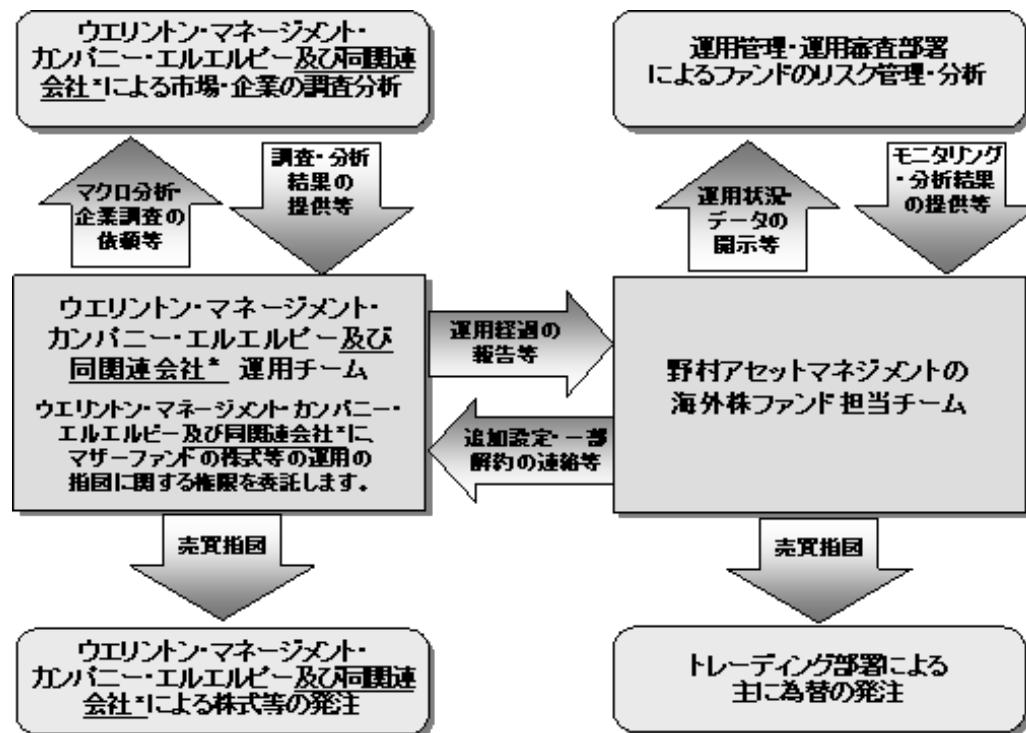 ウエリントン・マネージメント・
カンパニー・エルエルピー及び同関連
会社*による市場・企業の調査分析
運用管理・運用審査部署
によるファンドのリスク管理・分析
マクロ分析・
企業調査の
依頼等
調査・分析
結果の
提供等
運用状況・
データの
開示等
モニタリング
・分析結果
の提供等
ウエリントン・マネージメント・
カンパニー・エルエルピー及び
同関連会社* 運用チーム
ウエリントン・マネージメント・カンパニー・
エルエルピー及び同関連会社*に、
マザーファンドの株式等の運用の
指図に関する権限を委託します。
運用経過の
報告等
追加設定・一部
解約の連絡等
野村アセットマネジメントの
海外株ファンド担当チーム
売買指図
売買指図
ウエリントン・マネージメント・
カンパニー・エルエルピー及び同関連
会社*による株式等の発注
トレーディング部署による
主に為替の発注